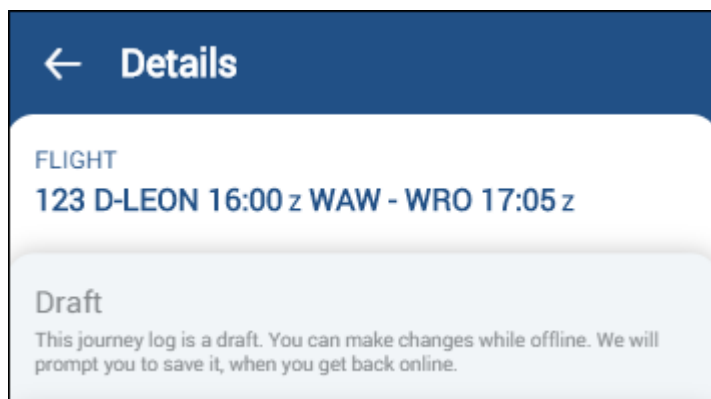 Details
FLIGHT
123 D-LEON 16:00 z WAW - WRO 17:05 z
Draft
This journey log is a draft. You can make changes while offline. We will
prompt you to save it, when you get back online.